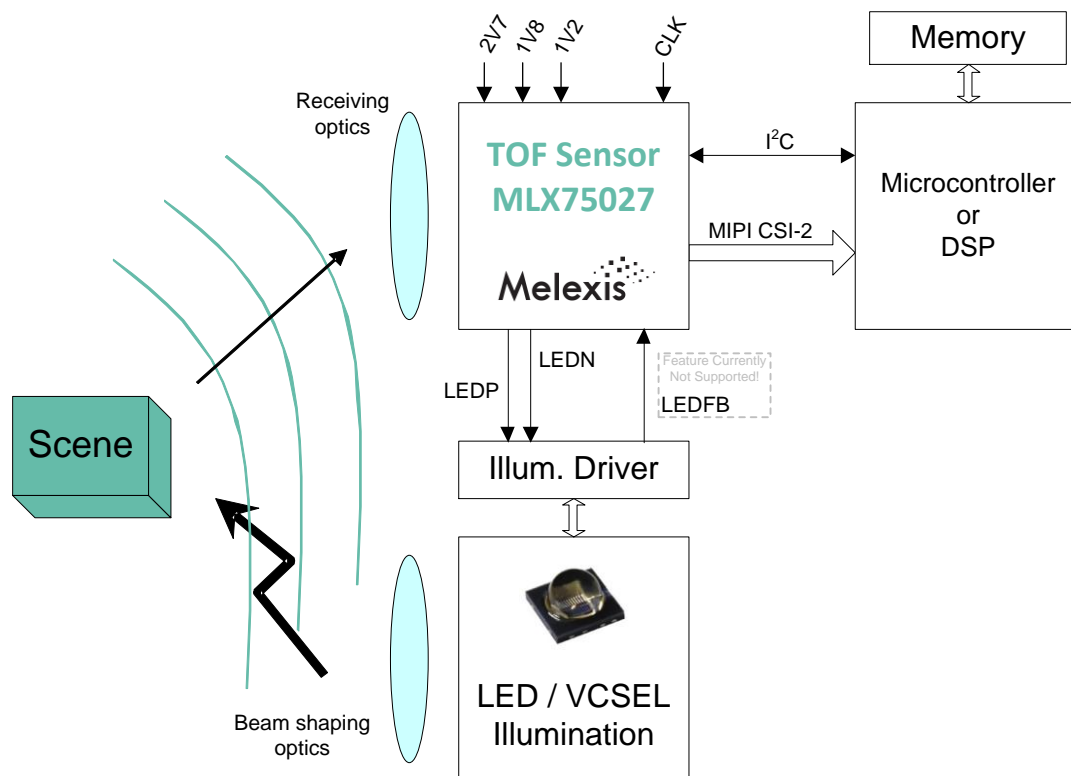 2V7
1V8
1V2
CLK
Memory
Receiving
optics
TOF Sensor
MLX75027
Melexis
I²C
MIPI CSI-2
Microcontroller
or
DSP
LEDP
LEDN
Feature Currently
Not Supported!
LEDFB
Scene
Illum. Driver
LED / VCSEL
Illumination
Beam shaping
optics